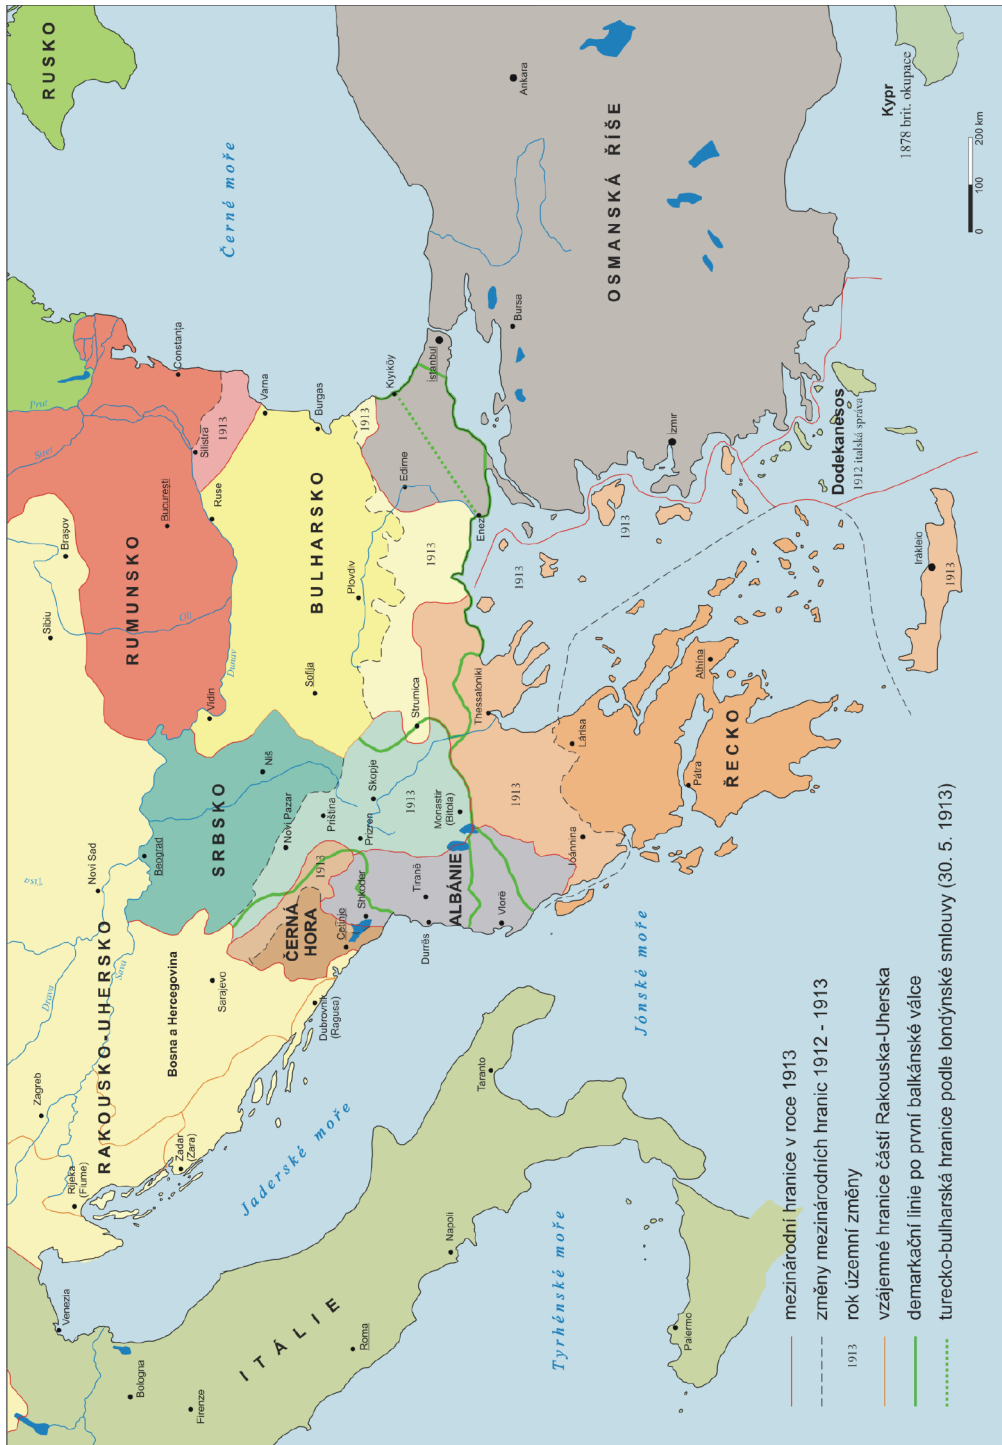 RUSKO
Prut
Siret
Sibiu
Brașov
Tisa
Zagreb
Drava
Novi Sad
Rijeka
(Fiume)
RAKOUSKO-UHERSKO
Sava
Venezia
Bologna
Firenze
Zadar
(Zara)
Bosna a Hercegovina
Sarajevo
Beograd
RUMUNSKO
Olt
București
Constanța
Silistra
1913
Vidin
Dunav
Ruse
Varna
Černé moře
SRBSKO
Niš
Novi Pazar
Priština
Prizren
Skopje
1913
Monastir
(Bitola)
BULHARSKO
Sofija
Plovdiv
Burgas
1913
Strumica
1913
Edirne
Kıyıköy
Enez
İstanbul
ČERNÁ
HORA
1913
Cetinje
Dubrovnik
(Ragusa)
Shkodër
ALBÁNIE
Tiranë
Durrës
Vlorë
Jaderské moře
ITÁLIE
Roma
Napoli
Taranto
Palermo
Tyrhénské moře
Jónské moře
Thessaloniki
1913
Ioánnina
Lárisa
Pátra
Athína
ŘECKO
1913
1913
Irákleio
1913
Bursa
Ankara
OSMANSKÁ ŘÍŠE
Izmir
Dodekanésos
1912 italská správa
Kypr
1878 brit. okupace
0 100 200 km
mezinárodní hranice v roce 1913
změny mezinárodních hranic 1912 - 1913
1913 rok územní změny
vzájemné hranice částí Rakouska-Uherska
demarkační linie po první balkánské válce
turecko-bulharská hranice podle londýnské smlouvy (30. 5. 1913)